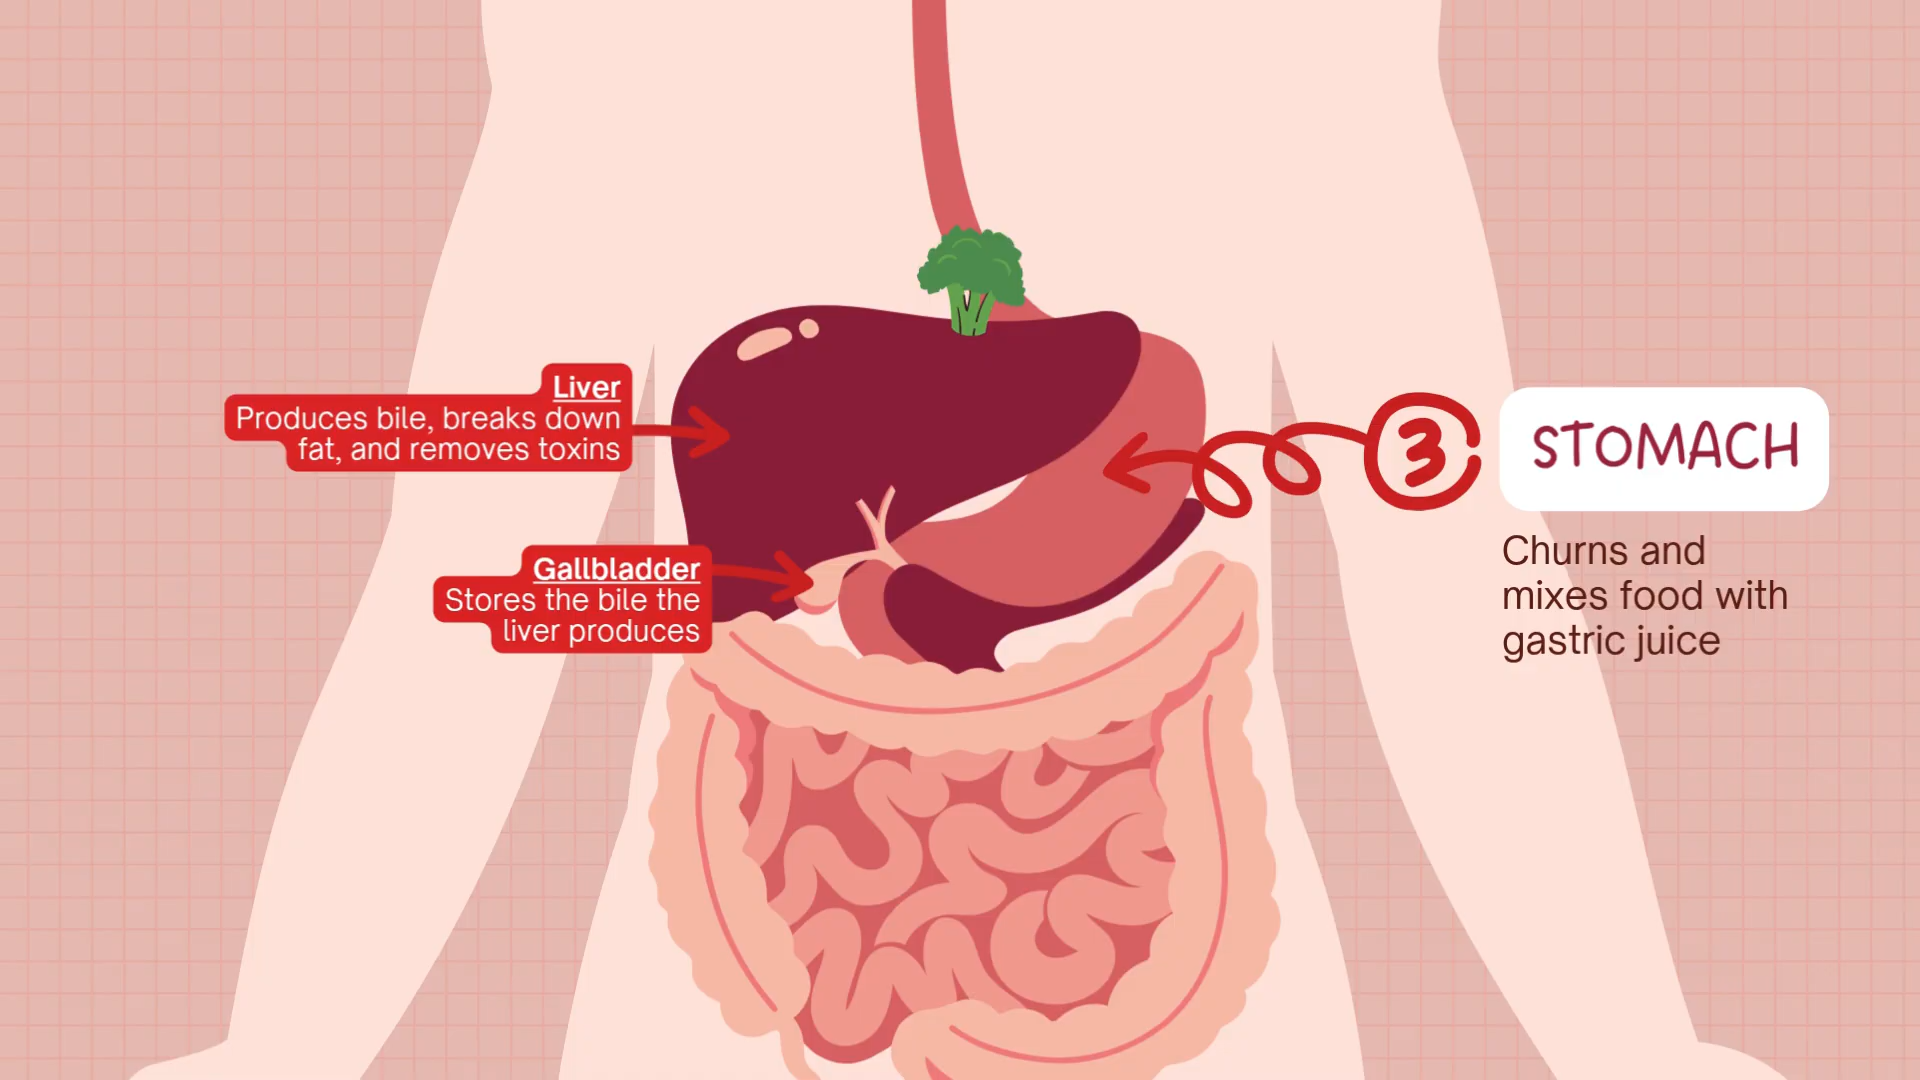 Liver
Produces bile, breaks down
fat, and removes toxins
Gallbladder
Stores the bile the
liver produces
3
STOMACH
Churns and
mixes food with
gastric juice